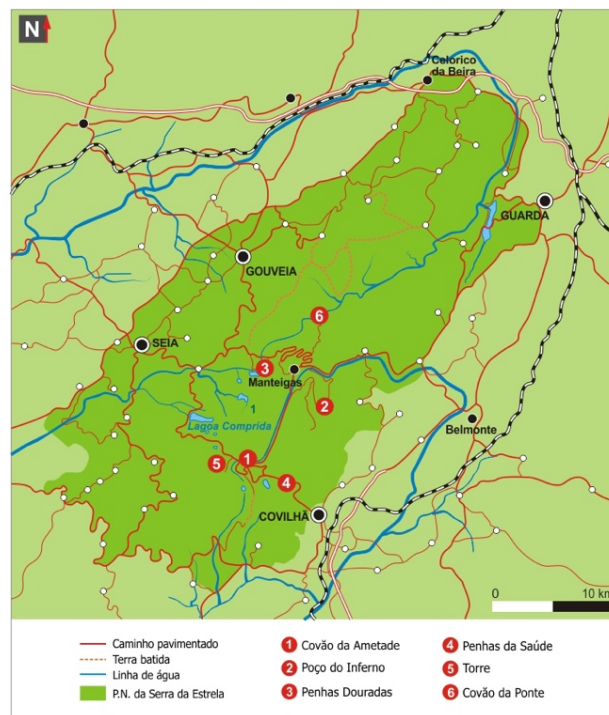 N
Celorico
da Beira
GUARDA
GOUVEIA
6
SEIA
3
Manteigas
1
2
Lagoa Comprida
Belmonte
1
5
4
COVILHÃ
0 10 km
Caminho pavimentado
Terra batida
Linha de água
P.N. da Serra da Estrela
1 Covão da Ametade
2 Poço do Inferno
3 Penhas Douradas
4 Penhas da Saúde
5 Torre
6 Covão da Ponte